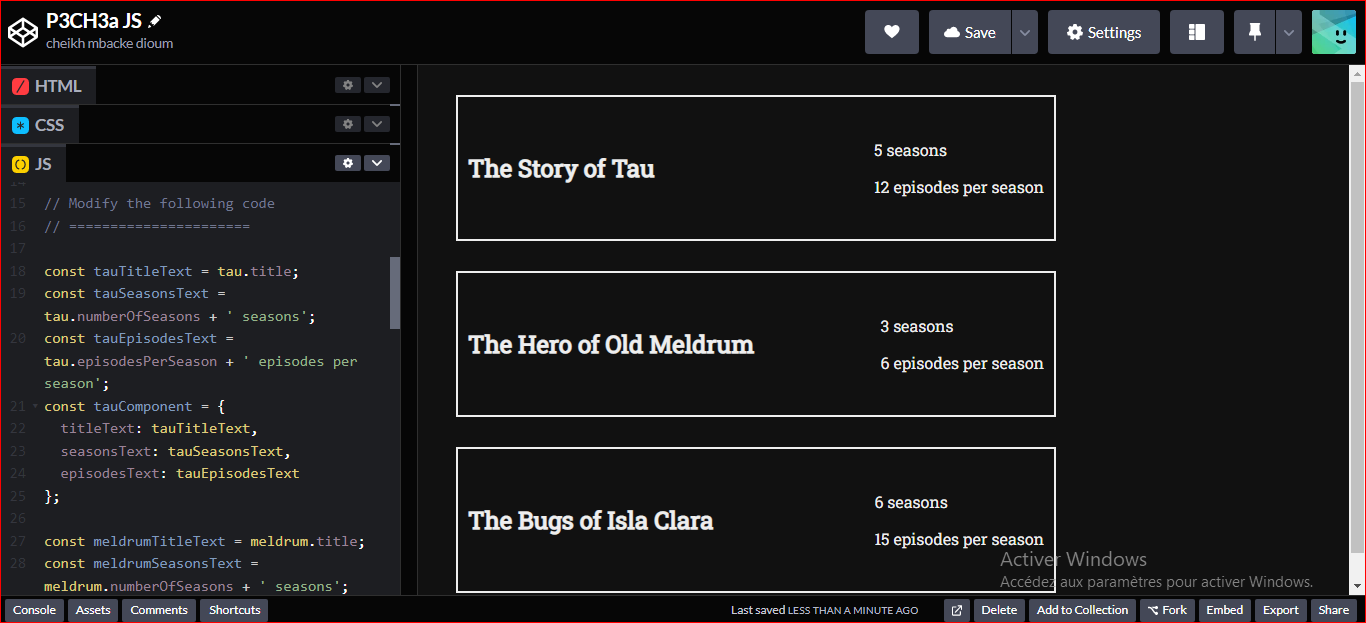 P3CH3a JS
cheikh mbacke dioum
Save
Settings
HTML
CSS
JS
14
15 // Modify the following code
16 // ======================
17
18 const tauTitleText = tau.title;
19 const tauSeasonsText =
tau.numberOfSeasons + ' seasons';
20 const tauEpisodesText =
tau.episodesPerSeason + ' episodes per
season';
21 const tauComponent = {
22 titleText: tauTitleText,
23 seasonsText: tauSeasonsText,
24 episodesText: tauEpisodesText
25 };
26
27 const meldrumTitleText = meldrum.title;
28 const meldrumSeasonsText =
meldrum.numberOfSeasons + ' seasons';
The Story of Tau
5 seasons
12 episodes per season
The Hero of Old Meldrum
3 seasons
6 episodes per season
The Bugs of Isla Clara
6 seasons
15 episodes per season
Activer Windows
Accédez aux paramètres pour activer Windows.
Console Assets Comments Shortcuts Last saved LESS THAN A MINUTE AGO Delete Add to Collection Fork Embed Export Share